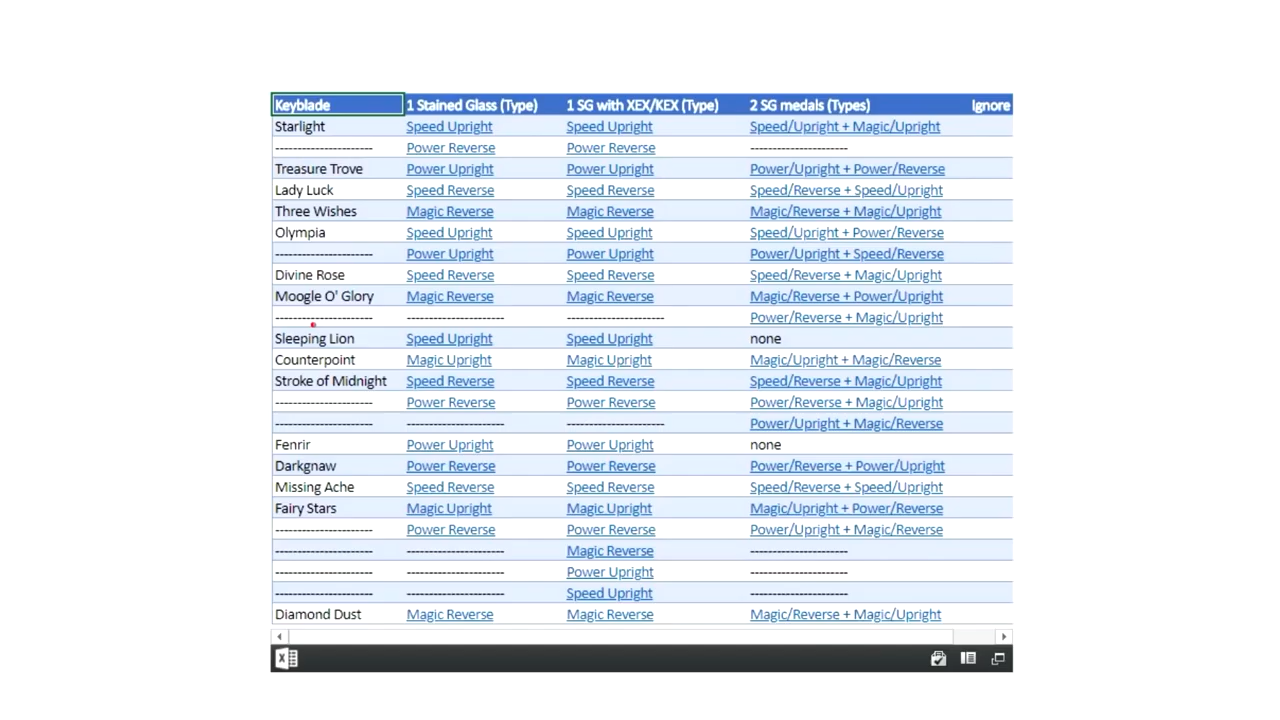 Keyblade 1 Stained Glass (Type) 1 SG with XEX/KEX (Type) 2 SG medals (Types) Ignore
Starlight Speed Upright Speed Upright Speed/Upright + Magic/Upright
---------------------- Power Reverse Power Reverse ----------------------
Treasure Trove Power Upright Power Upright Power/Upright + Power/Reverse
Lady Luck Speed Reverse Speed Reverse Speed/Reverse + Speed/Upright
Three Wishes Magic Reverse Magic Reverse Magic/Reverse + Magic/Upright
Olympia Speed Upright Speed Upright Speed/Upright + Power/Reverse
---------------------- Power Upright Power Upright Power/Upright + Speed/Reverse
Divine Rose Speed Reverse Speed Reverse Speed/Reverse + Magic/Upright
Moogle O' Glory Magic Reverse Magic Reverse Magic/Reverse + Power/Upright
---------------------- ---------------------- ---------------------- Power/Reverse + Magic/Upright
Sleeping Lion Speed Upright Speed Upright none
Counterpoint Magic Upright Magic Upright Magic/Upright + Magic/Reverse
Stroke of Midnight Speed Reverse Speed Reverse Speed/Reverse + Magic/Upright
---------------------- Power Reverse Power Reverse Power/Reverse + Magic/Upright
---------------------- ---------------------- ---------------------- Power/Upright + Magic/Reverse
Fenrir Power Upright Power Upright none
Darkgnaw Power Reverse Power Reverse Power/Reverse + Power/Upright
Missing Ache Speed Reverse Speed Reverse Speed/Reverse + Speed/Upright
Fairy Stars Magic Upright Magic Upright Magic/Upright + Power/Reverse
---------------------- Power Reverse Power Reverse Power/Upright + Magic/Reverse
---------------------- ---------------------- Magic Reverse ----------------------
---------------------- ---------------------- Power Upright ----------------------
---------------------- ---------------------- Speed Upright ----------------------
Diamond Dust Magic Reverse Magic Reverse Magic/Reverse + Magic/Upright